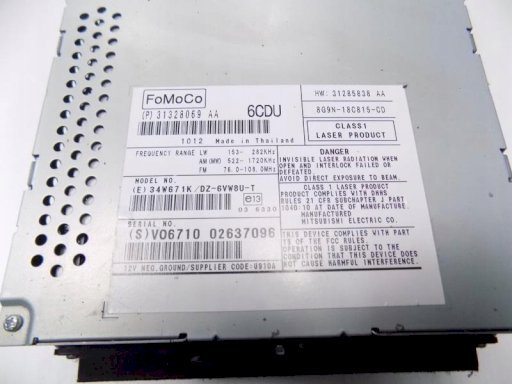 FoMoCo
(P) 31328069 AA
6CDU
HW: 31285838 AA
8G9N-18C815-CD
1012 Made in Thailand
CLASS1
LASER PRODUCT
FREQUENCY RANGE LW 153- 282KHz
AM(MW) 522- 1720KHz
FM 76.0-108.0MHz
MODEL NO.
(E) 34W671K/DZ-6VW8U-T
e13
03 6330
SERIAL NO.
(S)V06710 02637096
12V NEG.GROUND/SUPPLIER CODE:U910A
DANGER
INVISIBLE LASER RADIATION WHEN
OPEN AND INTERLOCK FAILED OR
DEFEATED.
AVOID DIRECT EXPOSURE TO BEAM.
CLASS 1 LASER PRODUCT
PRODUCT COMPLIES WITH DHHS
RULES 21 CFR SUBCHAPTER J PART
1040.10 AT DATE OF MANUFACTURE.
MANUFACTURED:
MITSUBISHI ELECTRIC CO.
THIS DEVICE COMPLIES WITH PART
15 OF THE FCC RULES
OPERATION IS SUBJECT TO THE
CONDITION THAT THIS DEVICE DOES
NOT CAUSE HARMFUL INTERFERENCE.